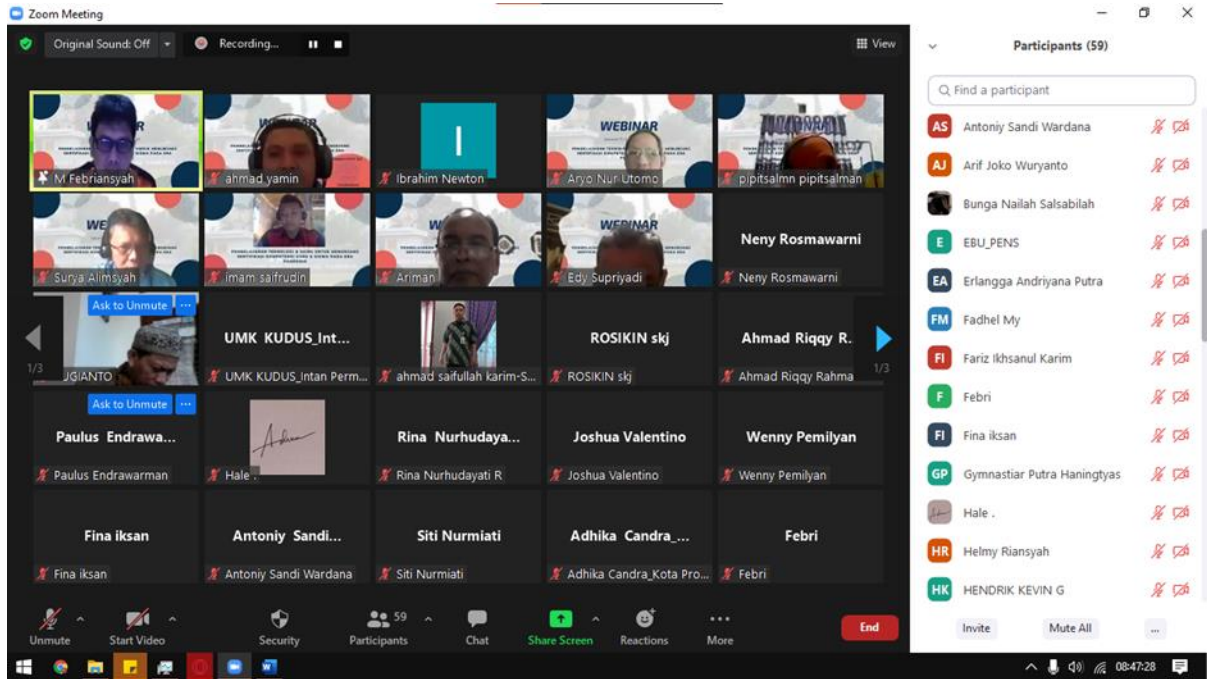 Zoom Meeting
Original Sound: Off
Recording...
View
Participants (59)
Find a participant
M Febriansyah
ahmad yamin
I
Ibrahim Newton
WEBINAR
Aryo Nur Utomo
pipitsalmn pipitsalman
Surya Alimsyah
imam saifrudin
Ariman
WEBINAR
Edy Supriyadi
Neny Rosmawarni
Neny Rosmawarni
Ask to Unmute ...
UGIANTO
UMK KUDUS_Int...
UMK KUDUS_Intan Perm...
ahmad saifullah karim-S...
ROSIKIN skj
ROSIKIN skj
Ahmad Riqqy R.
Ahmad Riqqy Rahma
1/3
1/3
Ask to Unmute ...
Paulus Endrawa...
Paulus Endrawarman
Hale .
Rina Nurhudaya...
Rina Nurhudayati R
Joshua Valentino
Joshua Valentino
Wenny Pemilyan
Wenny Pemilyan
Fina iksan
Fina iksan
Antoniy Sandi...
Antoniy Sandi Wardana
Siti Nurmiati
Siti Nurmiati
Adhika Candra_...
Adhika Candra_Kota Pro...
Febri
Febri
AS Antoniy Sandi Wardana
AJ Arif Joko Wuryanto
Bunga Nailah Salsabilah
E EBU_PENS
EA Erlangga Andriyana Putra
FM Fadhel My
FI Fariz Ikhsanul Karim
F Febri
FI Fina iksan
GP Gymnastiar Putra Haningtyas
Hale .
HR Helmy Riansyah
HK HENDRIK KEVIN G
Invite
Mute All
...
Unmute
Start Video
Security
59
Participants
Chat
Share Screen
Reactions
More
End
08:47:28